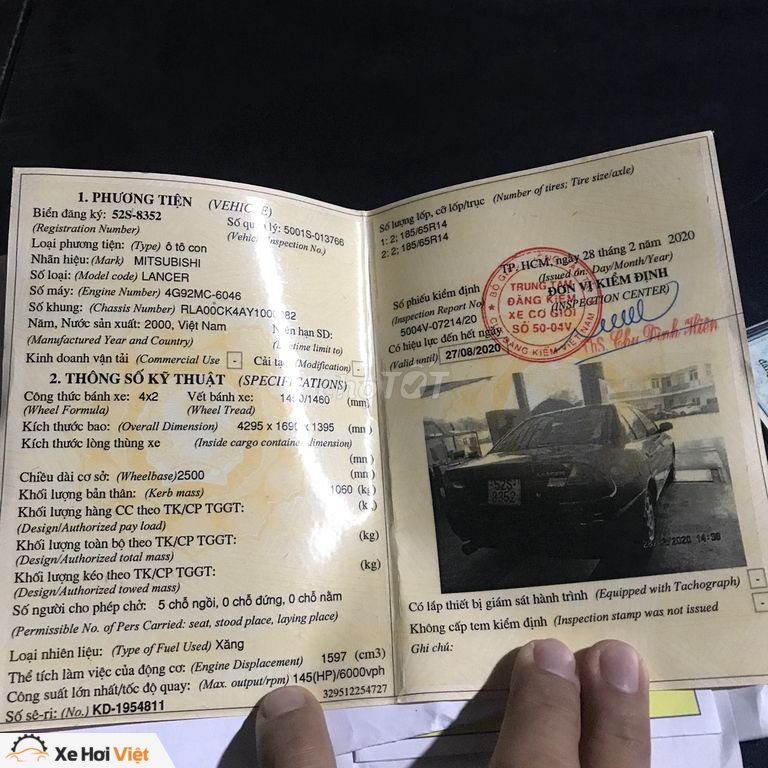 1. PHƯƠNG TIỆN (VEHICLE)
Biển đăng ký: 52S-8352
(Registration Number)
Số quản lý: 5001S-013766
(Vehicle Inspection No.)
Loại phương tiện: (Type) ô tô con
Nhãn hiệu: (Mark) MITSUBISHI
Số loại: (Model code) LANCER
Số máy: (Engine Number) 4G92MC-6046
Số khung: (Chassis Number)
Năm, Nước sản xuất: 2000, Việt Nam
Niên hạn SD:
(Manufactured Year and Country)
(Lifetime limit to)
Kinh doanh vận tải (Commercial Use) -
Cải tạo (Modification) -
2. THÔNG SỐ KỸ THUẬT (SPECIFICATIONS)
Công thức bánh xe: 4x2
Vết bánh xe: /1460 (mm)
(Wheel Formula)
(Wheel Tread)
Kích thước bao: (Overall Dimension) 4295 x 1690 x 1395 (mm)
Kích thước lòng thùng xe (Inside cargo container dimension)
(mm)
Chiều dài cơ sở: (Wheelbase)2500 (mm)
Khối lượng bản thân: (Kerb mass) 1060 (kg)
Khối lượng hàng CC theo TK/CP TGGT: (kg)
(Design/Authorized pay load)
Khối lượng toàn bộ theo TK/CP TGGT: (kg)
(Design/Authorized total mass)
Khối lượng kéo theo TK/CP TGGT: (kg)
(Design/Authorized towed mass)
Số người cho phép chở: 5 chỗ ngồi, 0 chỗ đứng, 0 chỗ nằm
(Permissible No. of Pers Carried: seat, stood place, laying place)
Loại nhiên liệu: (Type of Fuel Used) Xăng
Thể tích làm việc của động cơ: (Engine Displacement) 1597 (cm3)
Công suất lớn nhất/tốc độ quay: (Max. output/rpm) 145(HP)/6000vph
329512254727
Số sê-ri: (No.) KD-1954811
Số lượng lốp, cỡ lốp/trục (Number of tires; Tire size/axle)
1: 2; 185/65R14
2: 2; 185/65R14
TP. HCM, ngày 28 tháng 2 năm 2020
(Issued on: Day/Month/Year)
Số phiếu kiểm định
ĐƠN VỊ KIỂM ĐỊNH
(Inspection Report No)
(INSPECTION CENTER)
5004V-07214/20
Có hiệu lực đến hết ngày
(Valid until) 27/08/2020
TRUNG TÂM
ĐĂNG KIỂM
XE CƠ GIỚI
SỐ 50-04V
ĐĂNG KIỂM VIỆT NAM
ThS. Chu Đình Hiên
52S
8352
2020 14:36
Có lắp thiết bị giám sát hành trình (Equipped with Tachograph) -
Không cấp tem kiểm định (Inspection stamp was not issued -
Ghi chú:
Xe Hơi Việt